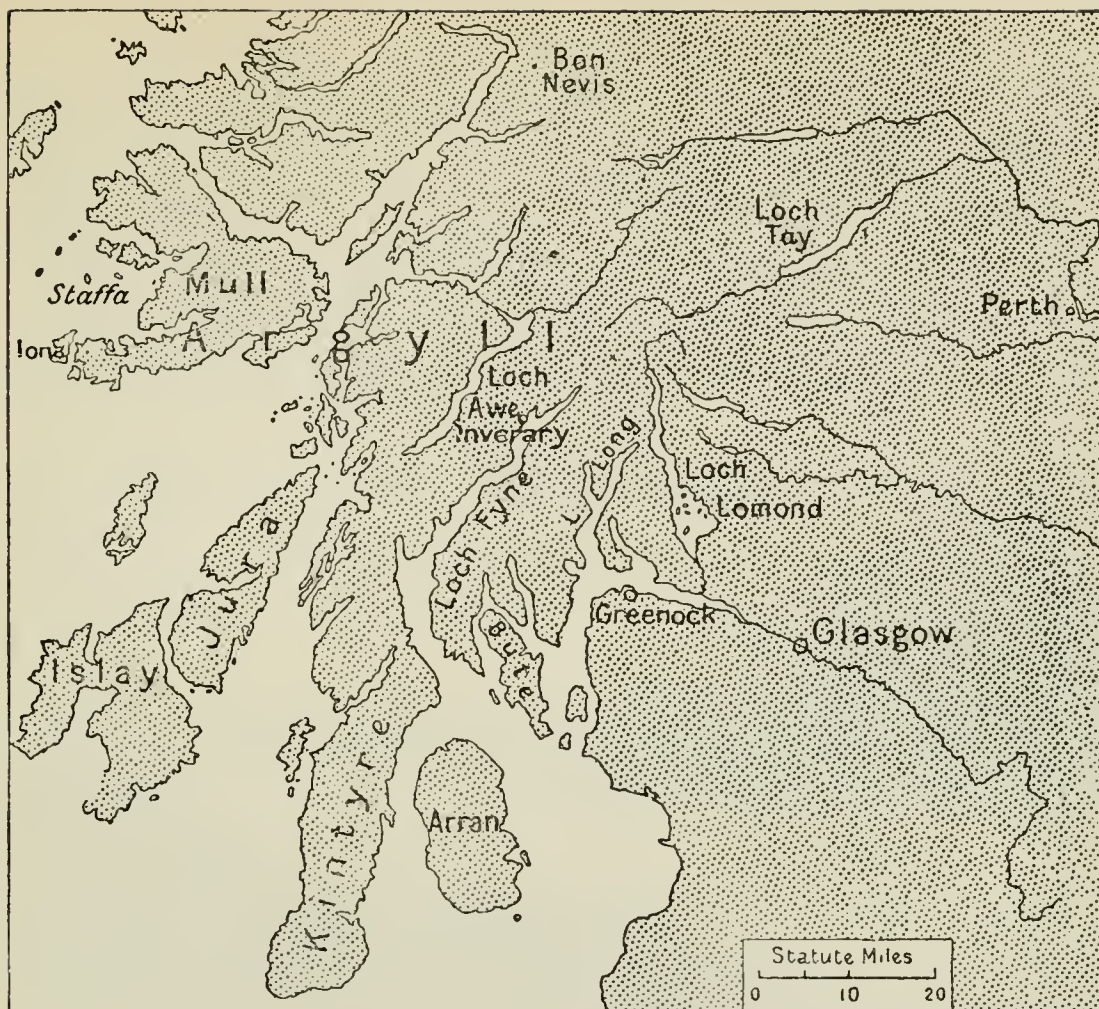 Ben
Nevis
Loch
Tay
Mull
Staffa
Perth
Iona
Argyll
Loch
Awe
Inverary
L. Long
Loch
Lomond
Loch Fyne
Jura
Greenock
Bute
Glasgow
Islay
Kintyre
Arran
Statute Miles
0 10 20